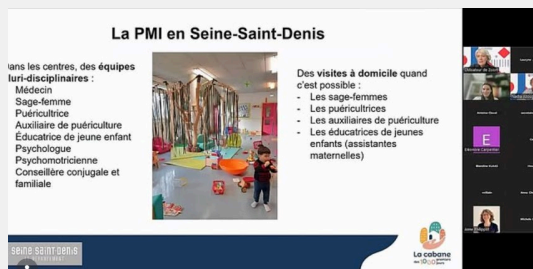 La PMI en Seine-Saint-Denis
ans les centres, des équipes
luri-disciplinaires :
Médecin
Sage-femme
Puéricultrice
Auxiliaire de puériculture
Éducatrice de jeune enfant
Psychologue
Psychomotricienne
Conseillère conjugale et
familiale
Des visites à domicile quand
c'est possible :
- Les sage-femmes
- Les puéricultrices
- Les auxiliaires de puériculture
- Les éducatrices de jeunes
enfants (assistantes
maternelles)
seine-saint-denis
La cabane
E